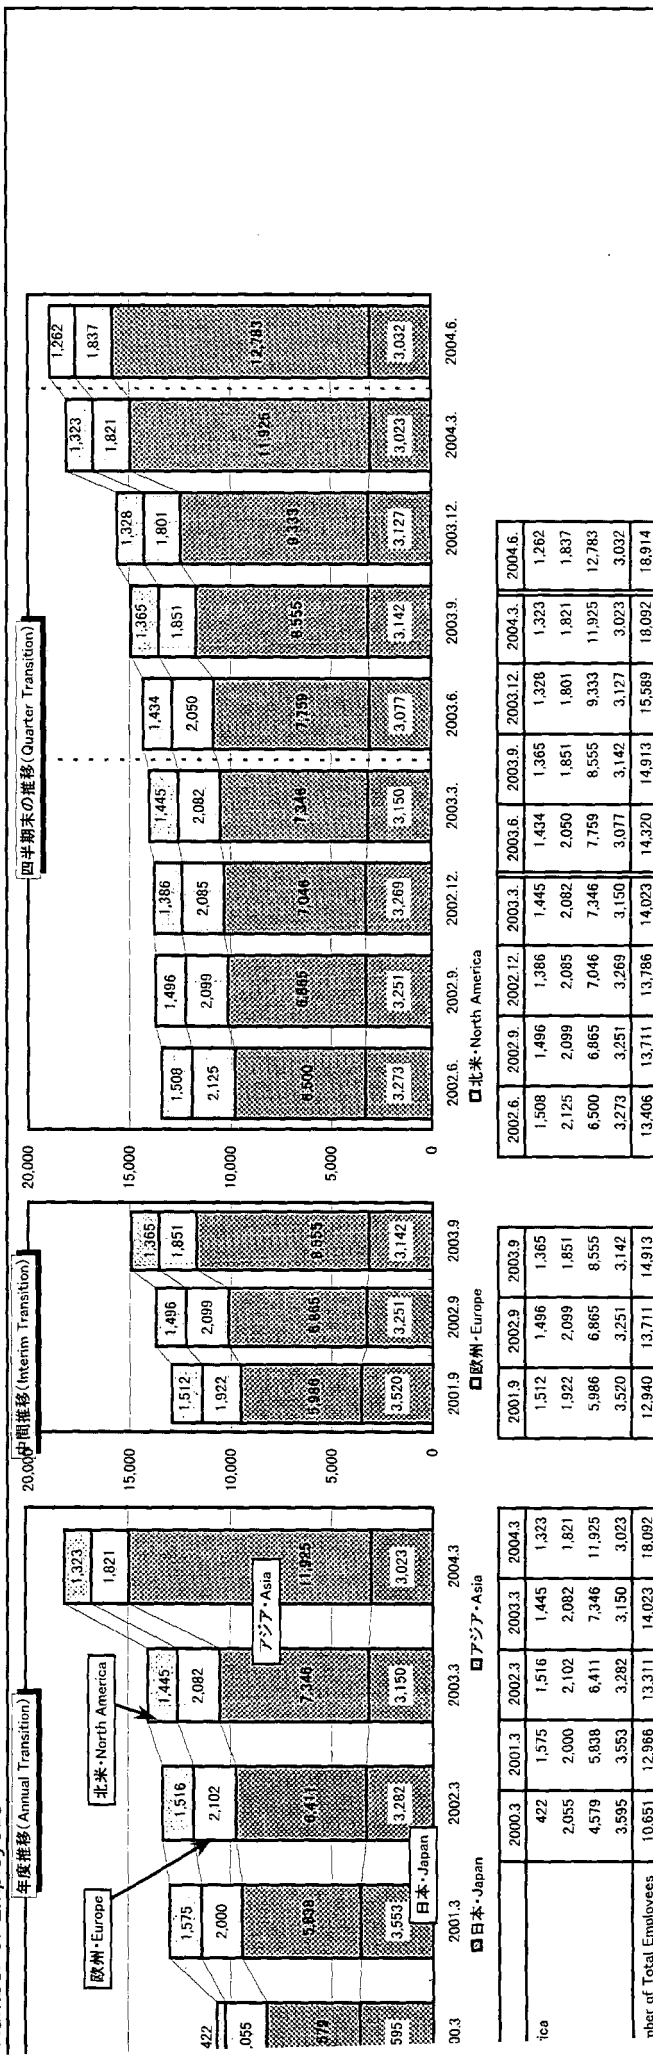 年度推移(Annual Transition)
中間推移(Interim Transition)
四半期末の推移(Quarter Transition)
欧州・Europe
北米・North America
アジア・Asia
日本・Japan
422 1,575 1,516 1,445 1,323
055 2,000 2,102 2,082 1,821
5,838 6,411 7,346 11,925
595 3,553 3,282 3,150 3,023
00.3 2001.3 2002.3 2003.3 2004.3
20,000
15,000
10,000
5,000
0
1,512 1,496 1,365
1,922 2,099 1,851
5,986 6,865 8,555
3,520 3,251 3,142
2001.9 2002.9 2003.9
20,000
15,000
10,000
5,000
0
1,508 1,496 1,386 1,445 1,434 1,365 1,328 1,323 1,262
2,125 2,099 2,085 2,082 2,050 1,851 1,801 1,821 1,837
6,500 6,865 7,046 7,346 7,759 8,555 9,333 11,925 12,783
3,273 3,251 3,269 3,150 3,077 3,142 3,127 3,023 3,032
2002.6. 2002.9. 2002.12. 2003.3. 2003.6. 2003.9. 2003.12. 2004.3. 2004.6.
日本・Japan アジア・Asia 欧州・Europe 北米・North America
2000.3 2001.3 2002.3 2003.3 2004.3
rica 422 1,575 1,516 1,445 1,323
2,055 2,000 2,102 2,082 1,821
4,579 5,838 6,411 7,346 11,925
3,595 3,553 3,282 3,150 3,023
mber of Total Employees 10,651 12,966 13,311 14,023 18,092
2001.9 2002.9 2003.9
1,512 1,496 1,365
1,922 2,099 1,851
5,986 6,865 8,555
3,520 3,251 3,142
12,940 13,711 14,913
2002.6. 2002.9. 2002.12. 2003.3. 2003.6. 2003.9. 2003.12. 2004.3. 2004.6.
1,508 1,496 1,386 1,445 1,434 1,365 1,328 1,323 1,262
2,125 2,099 2,085 2,082 2,050 1,851 1,801 1,821 1,837
6,500 6,865 7,046 7,346 7,759 8,555 9,333 11,925 12,783
3,273 3,251 3,269 3,150 3,077 3,142 3,127 3,023 3,032
13,406 13,711 13,786 14,023 14,320 14,913 15,589 18,092 18,914